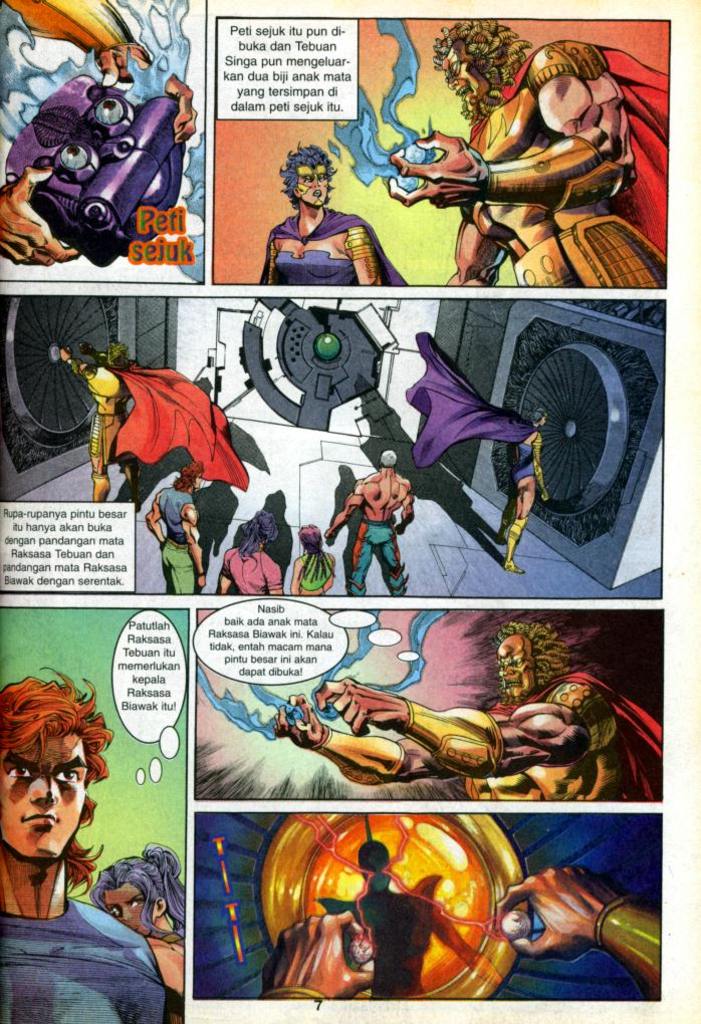 Peti
sejuk
Peti sejuk itu pun di-
buka dan Tebuan
Singa pun mengeluar-
kan dua biji anak mata
yang tersimpan di
dalam peti sejuk itu.
Rupa-rupanya pintu besar
itu hanya akan buka
dengan pandangan mata
Raksasa Tebuan dan
pandangan mata Raksasa
Biawak dengan serentak.
Patutlah
Raksasa
Tebuan itu
memerlukan
kepala
Raksasa
Biawak itu!
Nasib
baik ada anak mata
Raksasa Biawak ini. Kalau
tidak, entah macam mana
pintu besar ini akan
dapat dibuka!
TITIT
7